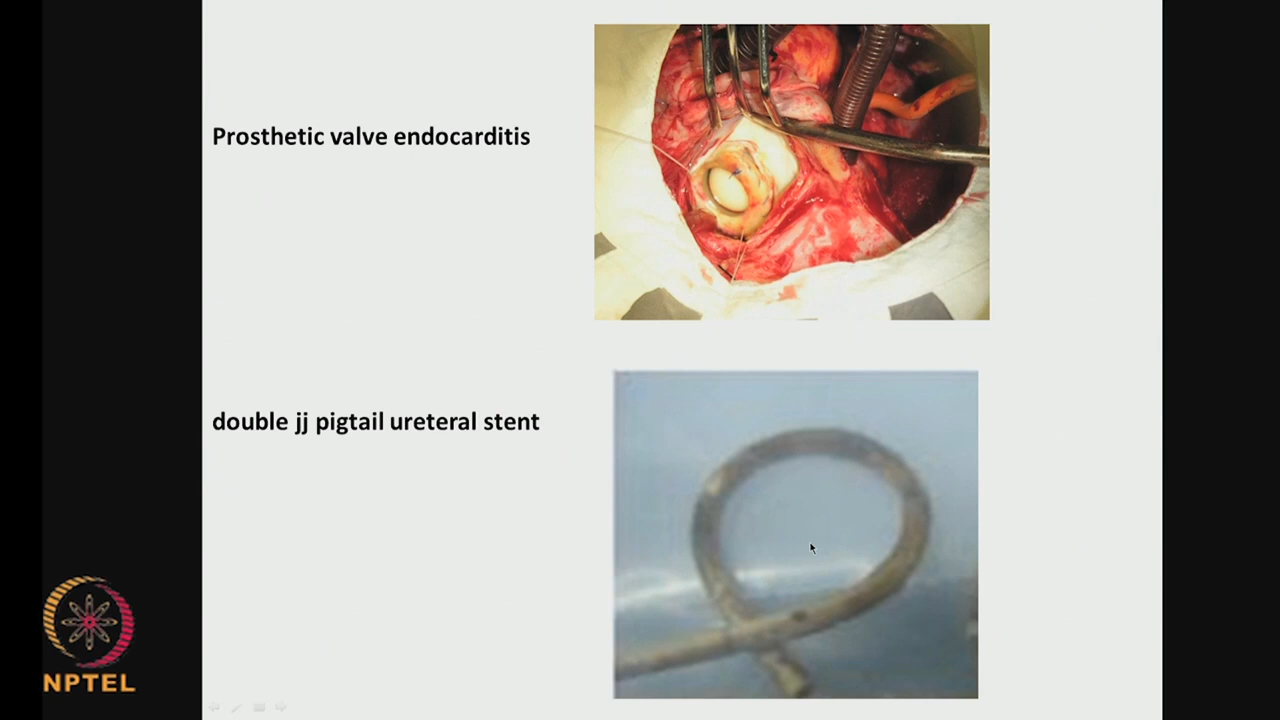 Prosthetic valve endocarditis
double jj pigtail ureteral stent
NPTEL